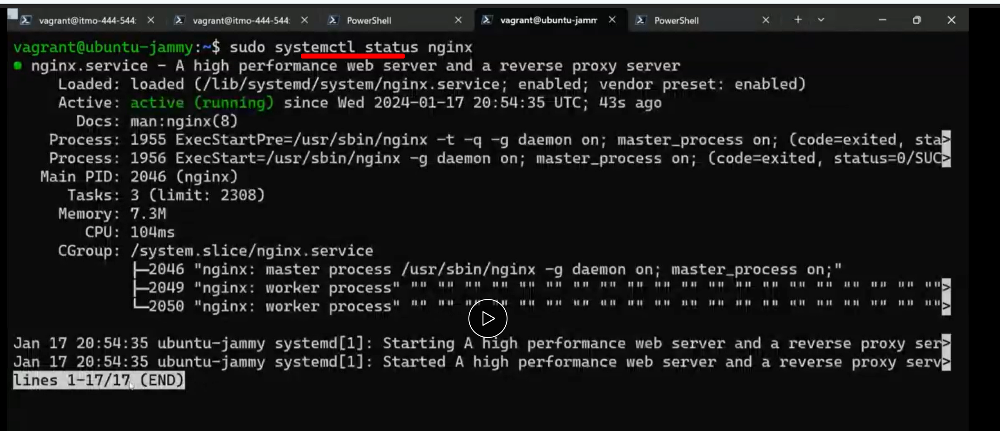 vagrant@itmo-444-544:
vagrant@itmo-444-544:
PowerShell
vagrant@ubuntu-jamm
PowerShell
vagrant@ubuntu-jammy:~$ sudo systemctl status nginx
● nginx.service - A high performance web server and a reverse proxy server
Loaded: loaded (/lib/systemd/system/nginx.service; enabled; vendor preset: enabled)
Active: active (running) since Wed 2024-01-17 20:54:35 UTC; 43s ago
Docs: man:nginx(8)
Process: 1955 ExecStartPre=/usr/sbin/nginx -t -q -g daemon on; master_process on; (code=exited, sta>
Process: 1956 ExecStart=/usr/sbin/nginx -g daemon on; master_process on; (code=exited, status=0/SUC>
Main PID: 2046 (nginx)
Tasks: 3 (limit: 2308)
Memory: 7.3M
CPU: 104ms
CGroup: /system.slice/nginx.service
├─2046 "nginx: master process /usr/sbin/nginx -g daemon on; master_process on;"
├─2049 "nginx: worker process" "" "" "" "" "" "" "" "" "" "" "" "" "" "" "" "" "" "" "" "">
└─2050 "nginx: worker process" "" "" "" "" "" "" "" "" "" "" "" "" "" "" "" "" "" "" "" "">
Jan 17 20:54:35 ubuntu-jammy systemd[1]: Starting A high performance web server and a reverse proxy ser>
Jan 17 20:54:35 ubuntu-jammy systemd[1]: Started A high performance web server and a reverse proxy serv>
lines 1-17/17 (END)